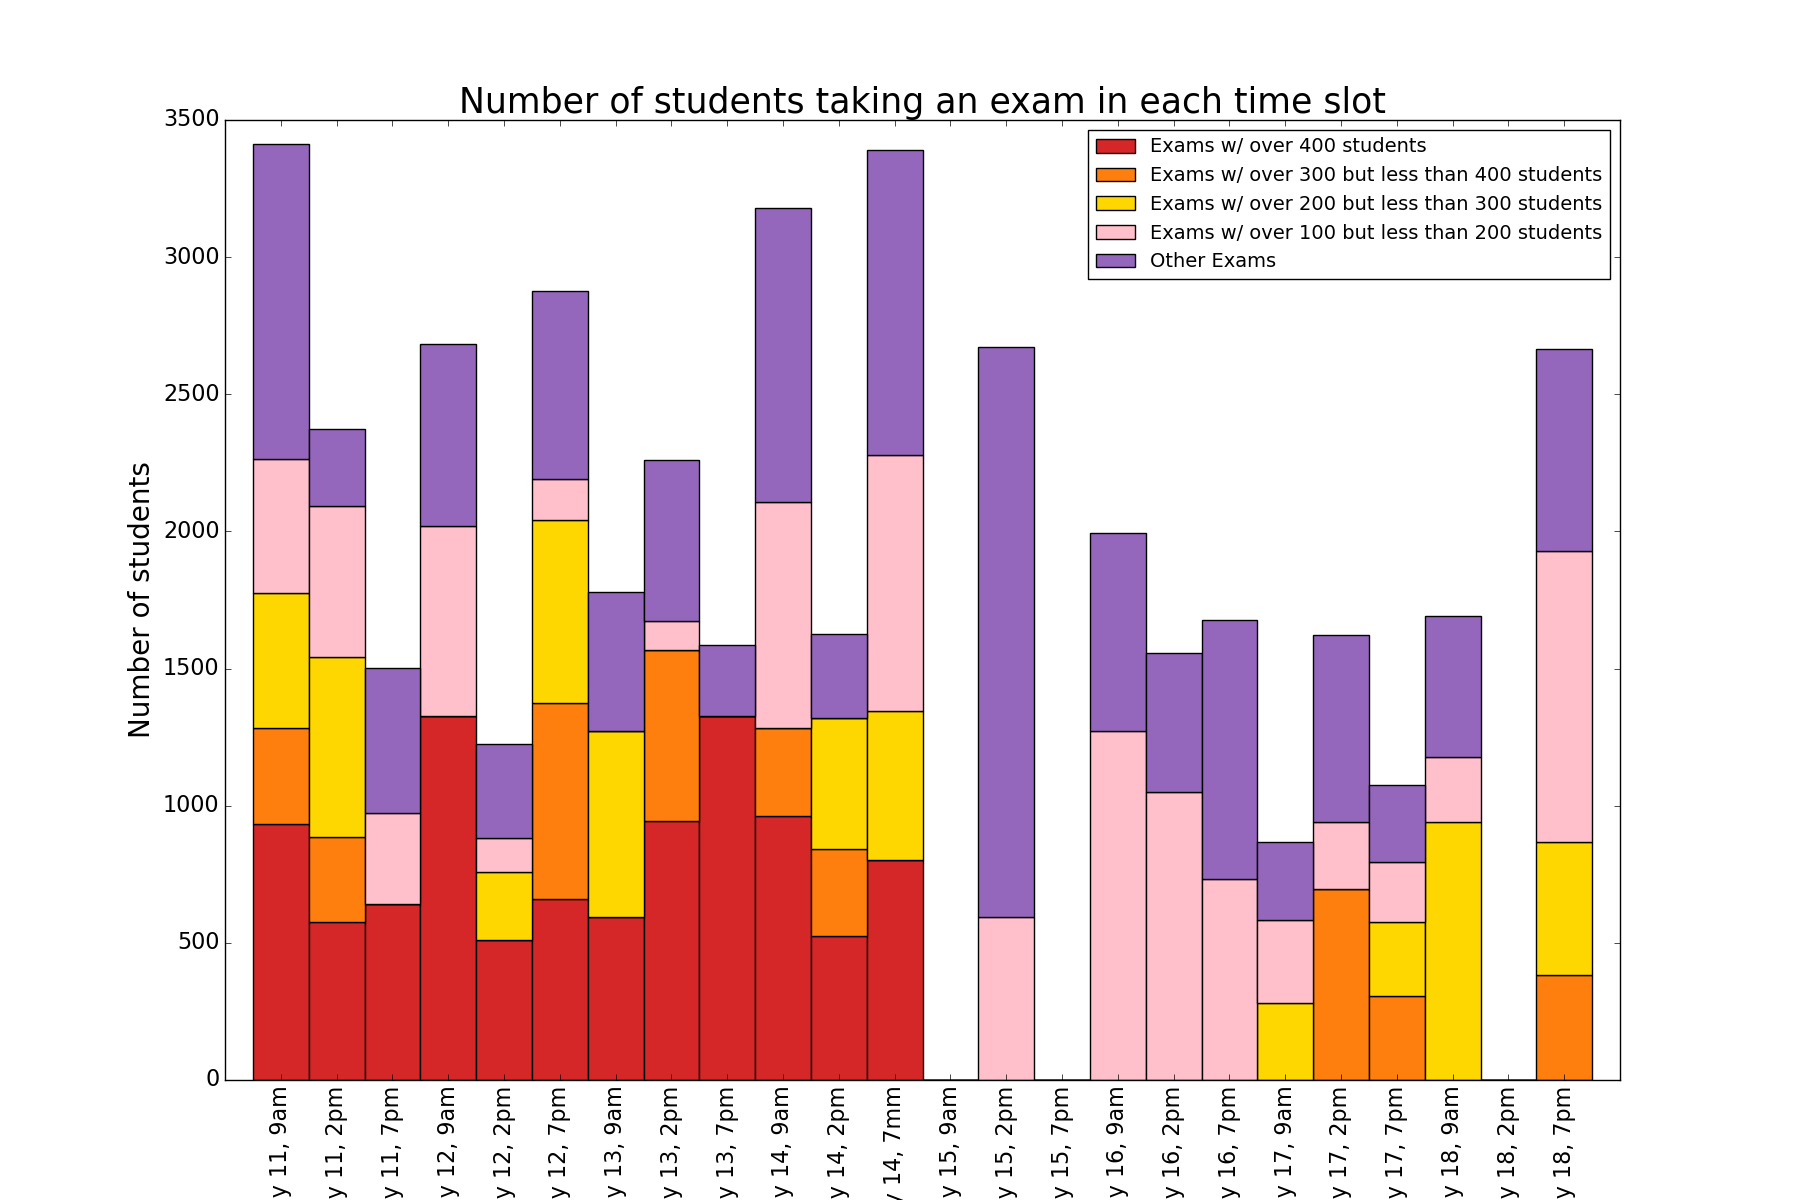 Number of students taking an exam in each time slot
3500
3000
2500
2000
1500
1000
500
0
Number of students
Exams w/ over 400 students
Exams w/ over 300 but less than 400 students
Exams w/ over 200 but less than 300 students
Exams w/ over 100 but less than 200 students
Other Exams
y 11, 9am
y 11, 2pm
y 11, 7pm
y 12, 9am
y 12, 2pm
y 12, 7pm
y 13, 9am
y 13, 2pm
y 13, 7pm
y 14, 9am
y 14, 2pm
y 14, 7mm
y 15, 9am
y 15, 2pm
y 15, 7pm
y 16, 9am
y 16, 2pm
y 16, 7pm
y 17, 9am
y 17, 2pm
y 17, 7pm
y 18, 9am
y 18, 2pm
y 18, 7pm